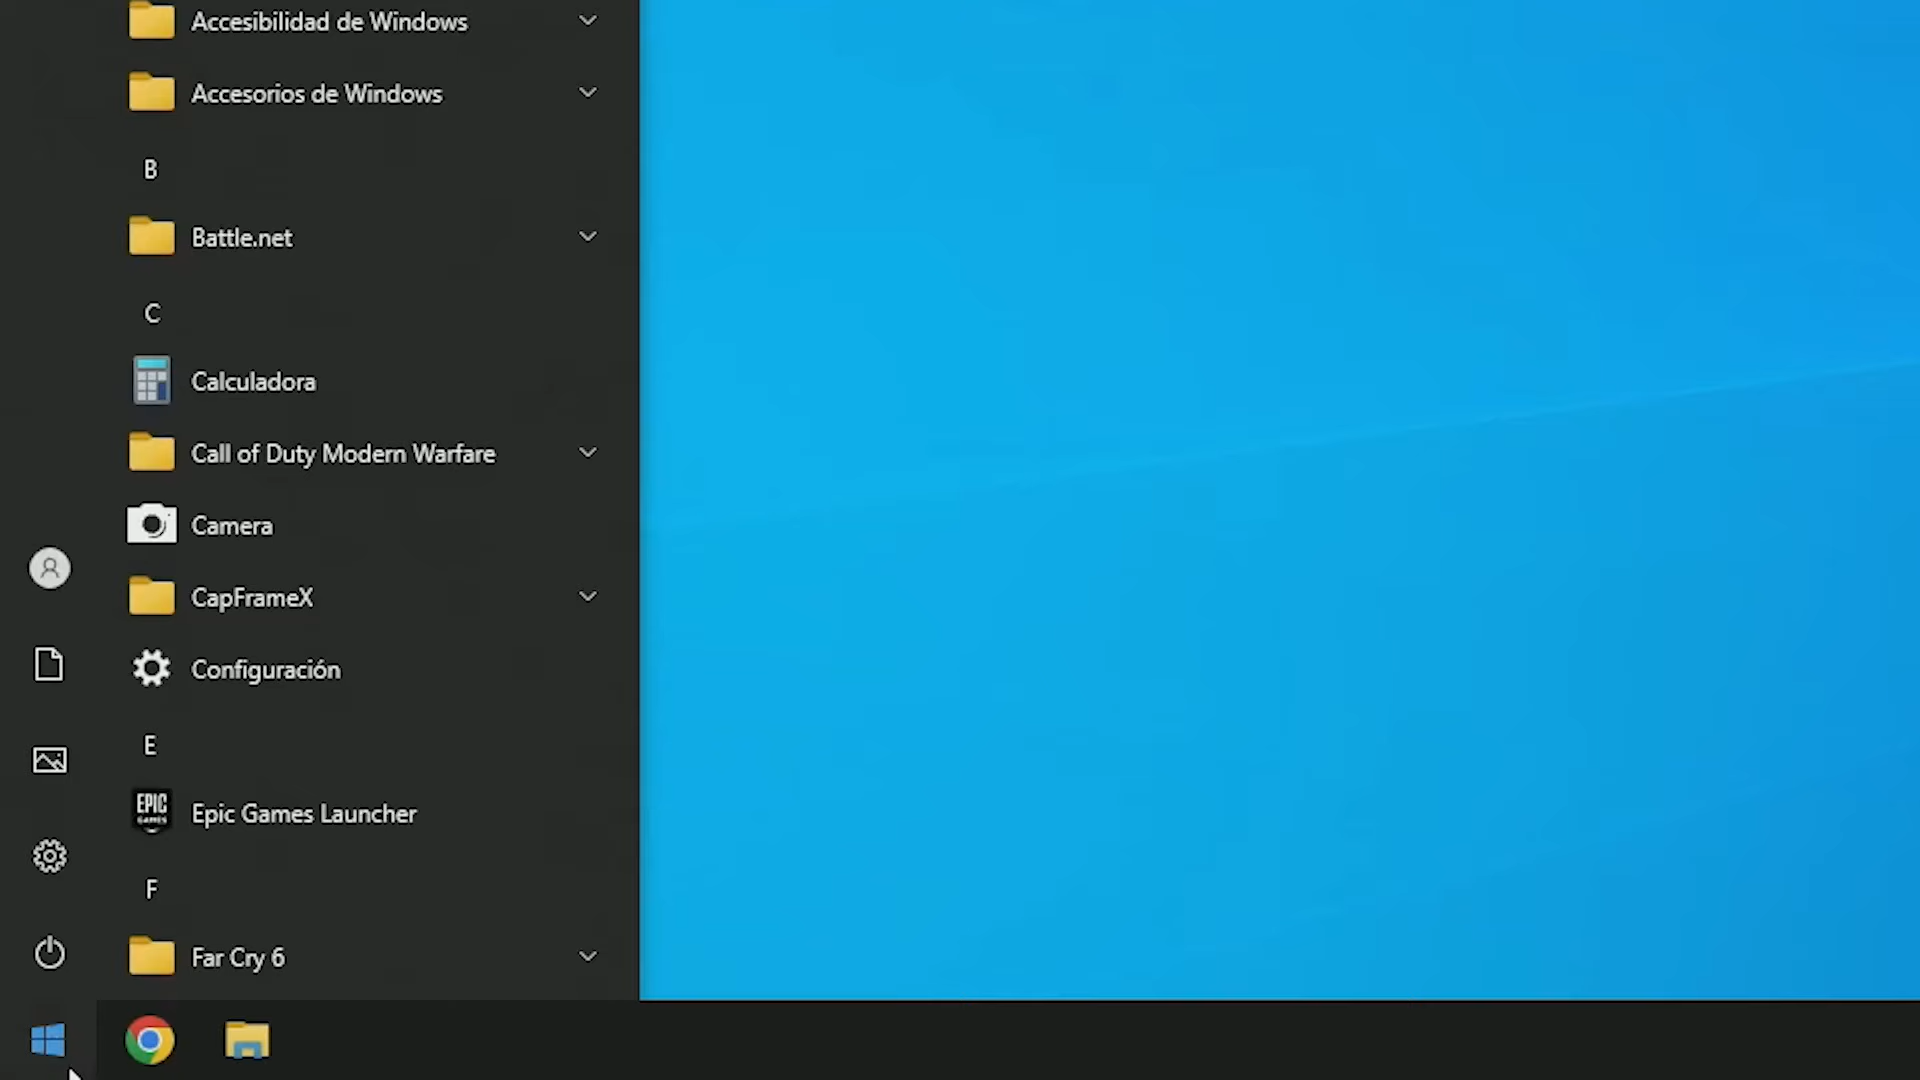 Accesibilidad de Windows
Accesorios de Windows
B
Battle.net
C
Calculadora
Call of Duty Modern Warfare
Camera
CapFrameX
Configuración
E
EPIC
GAMES
Epic Games Launcher
F
Far Cry 6